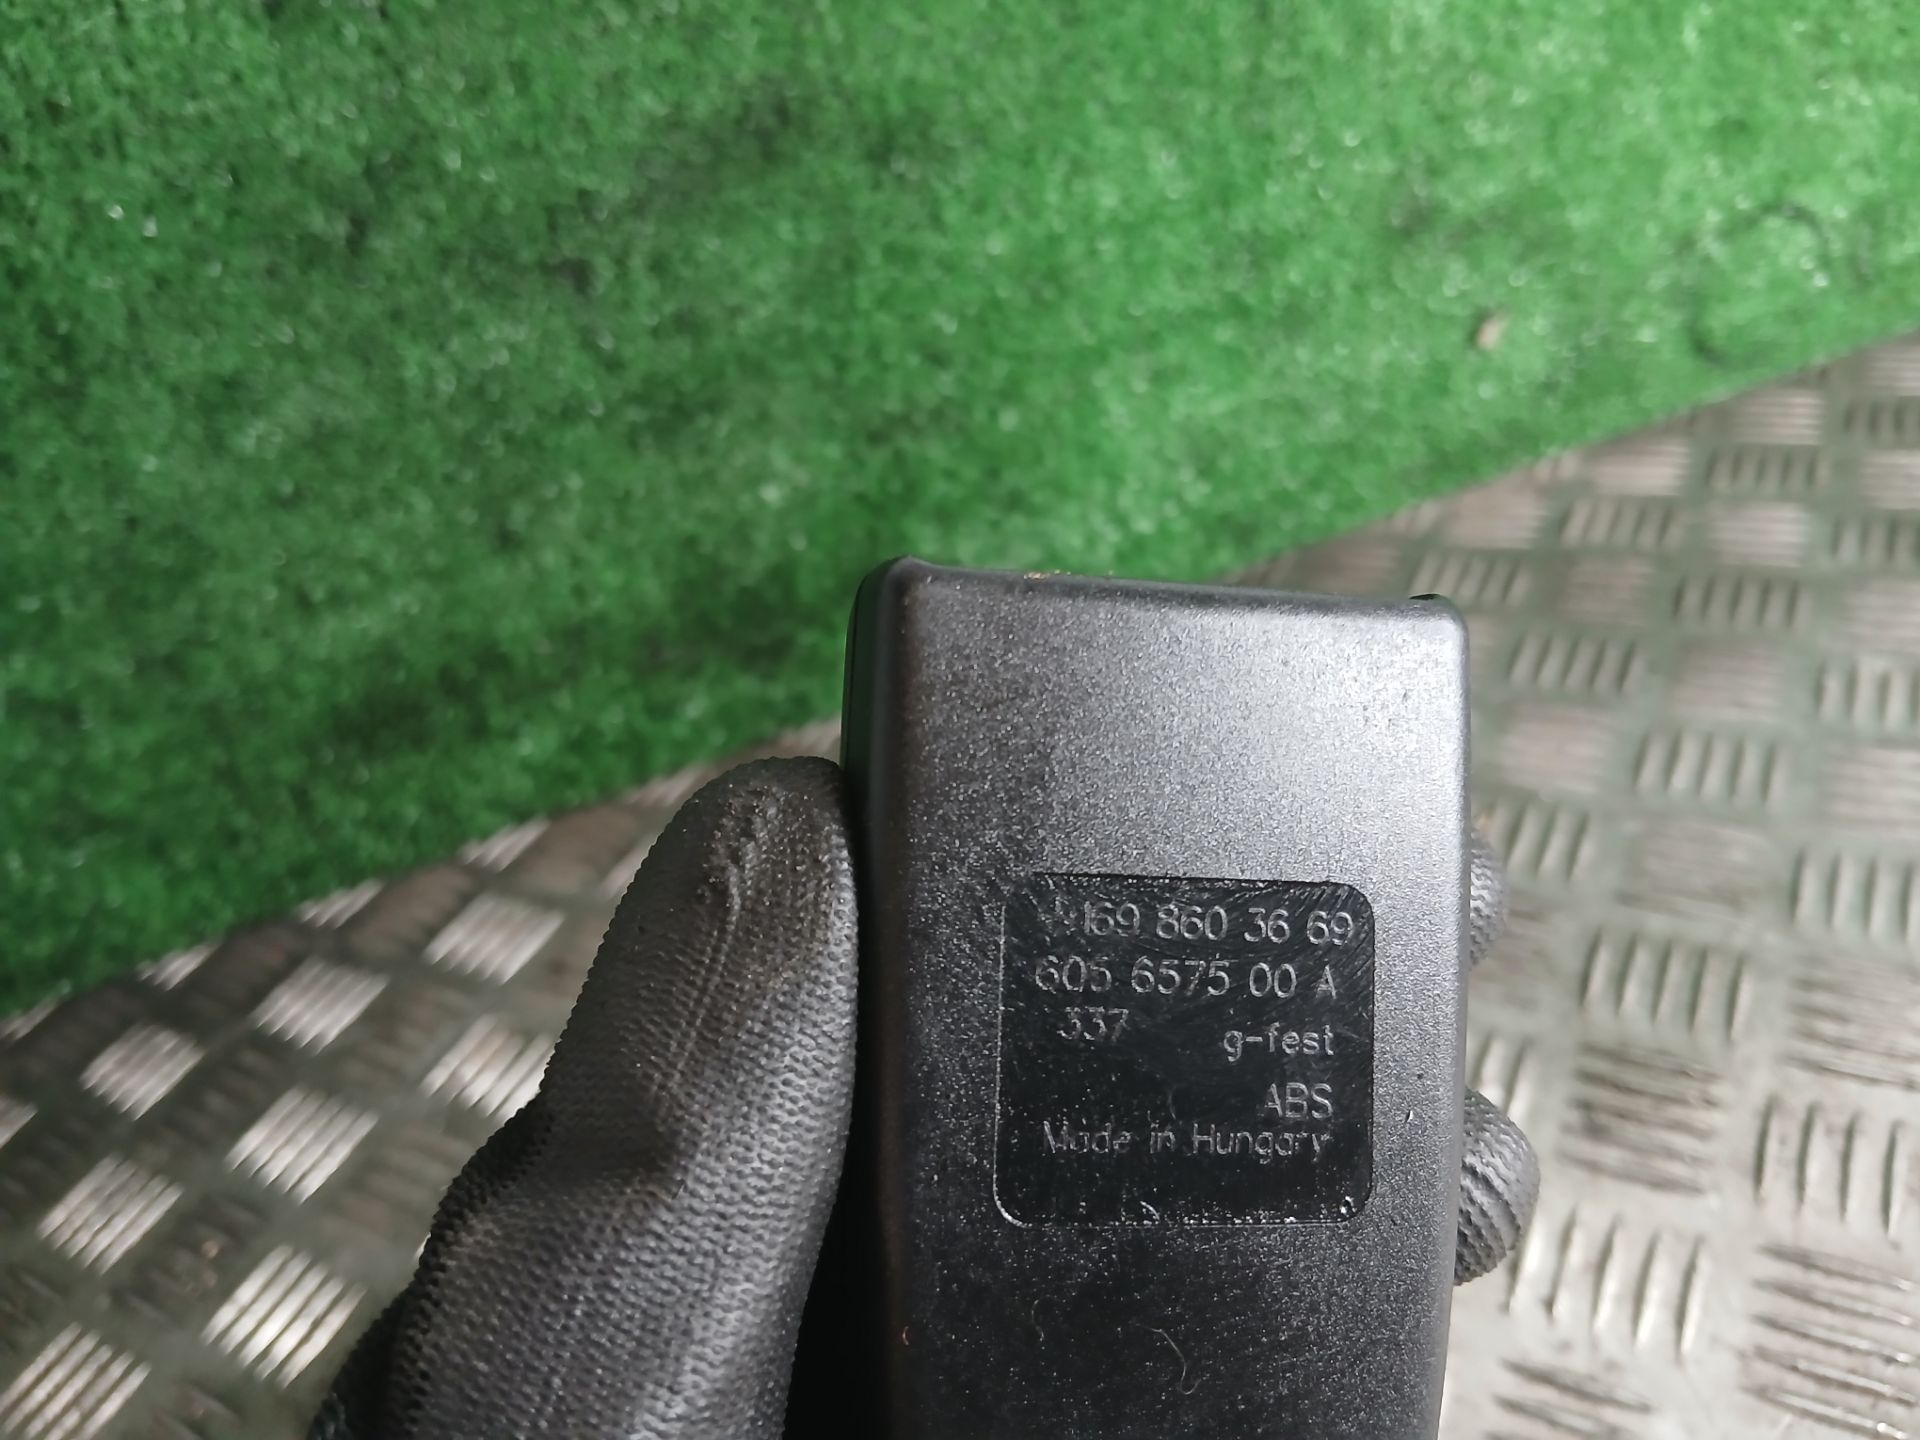 169 860 36 69
605 6575 00 A
337 g-fest
ABS
Made in Hungary